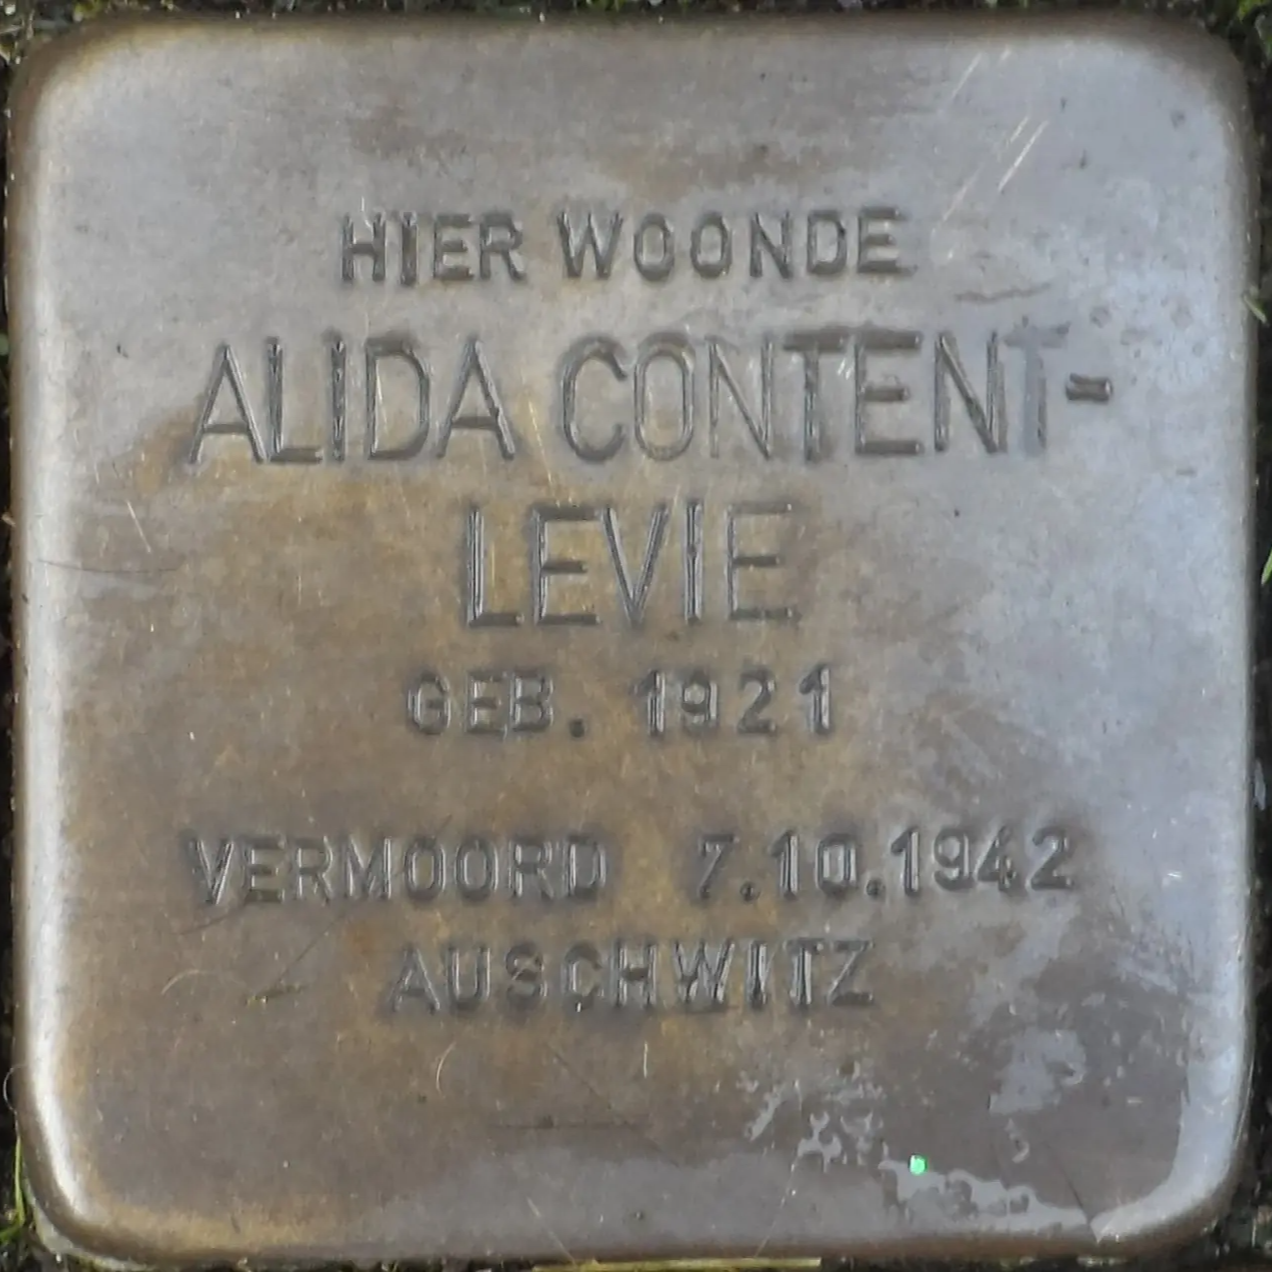 HIER WOONDE
ALIDA CONTENT-
LEVIE
GEB. 1921
VERMOORD 7.10.1942
AUSCHWITZ